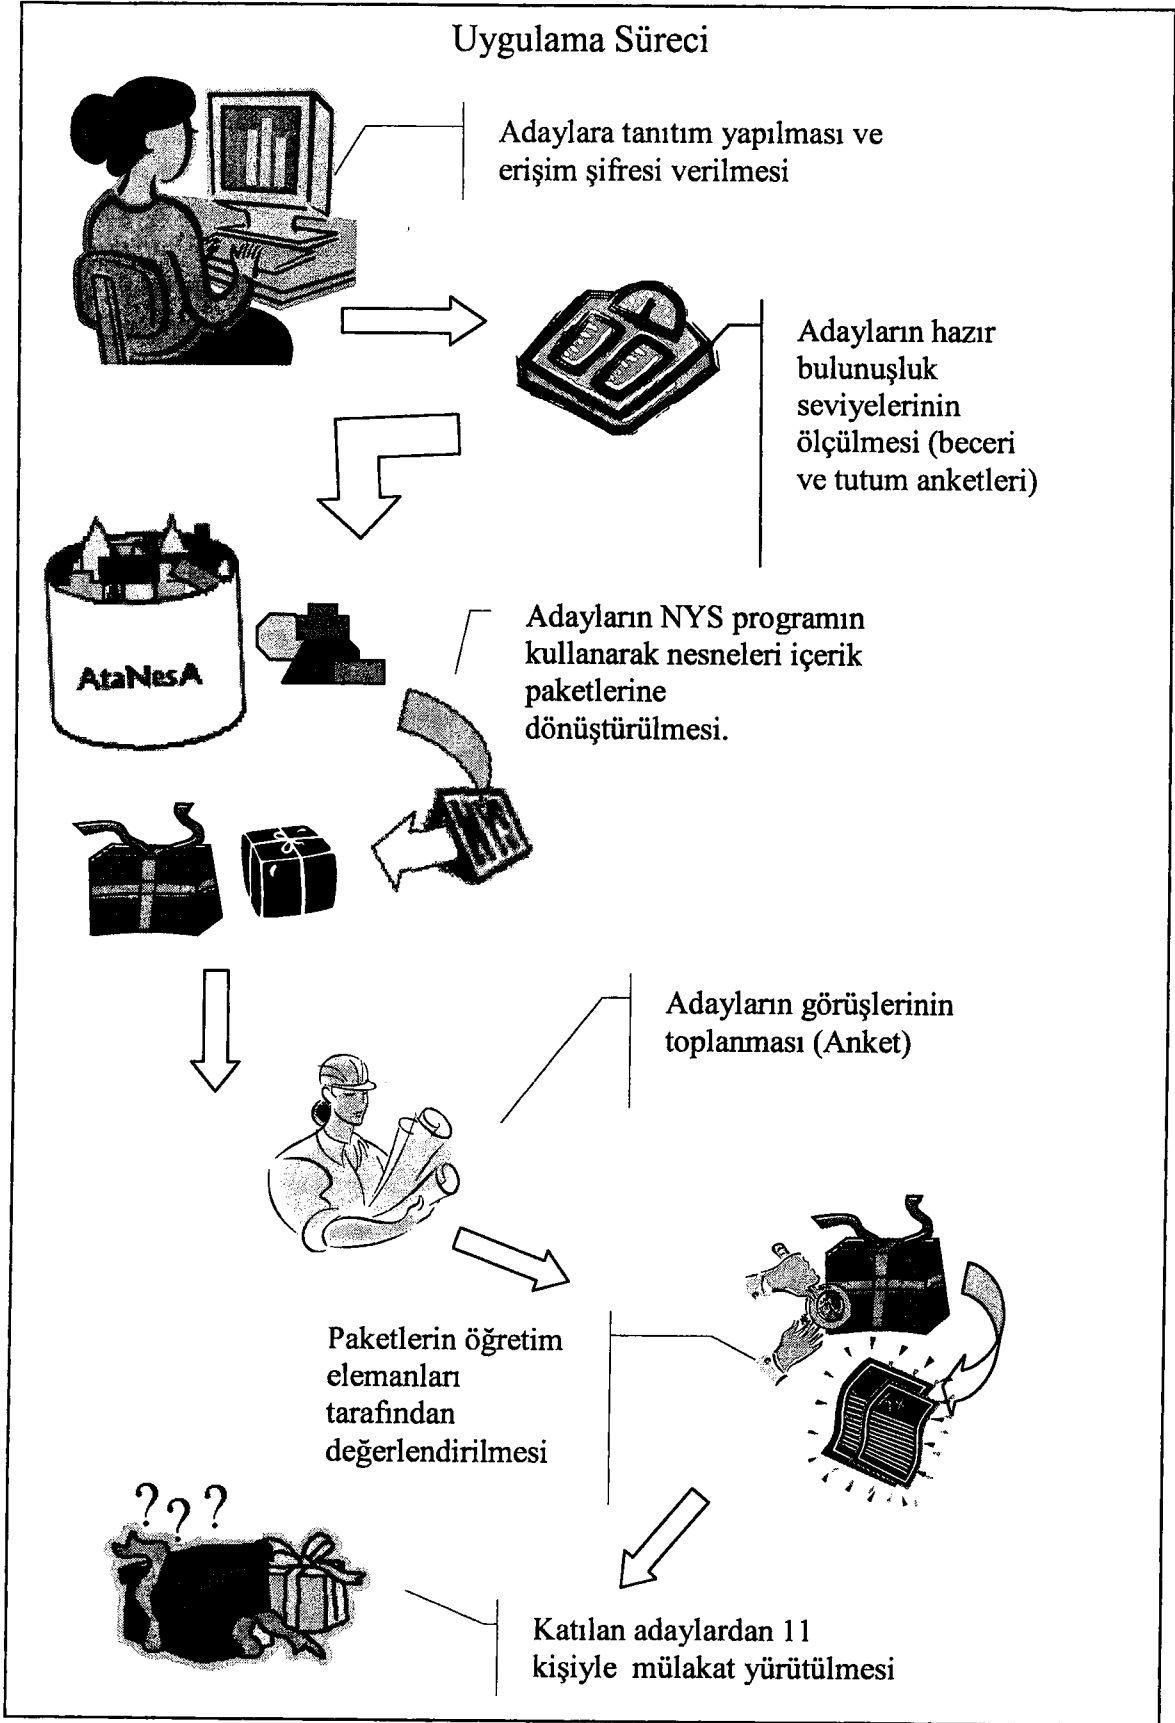 Uygulama Süreci
Adaylara tanıtım yapılması ve
erişim şifresi verilmesi
Adayların hazır
bulunuşluk
seviyelerinin
ölçülmesi (beceri
ve tutum anketleri)
AtaNesA
Adayların NYS programın
kullanarak nesneleri içerik
paketlerine
dönüştürülmesi.
NYS
Adayların görüşlerinin
toplanması (Anket)
Paketlerin öğretim
elemanları
tarafından
değerlendirilmesi
A+
? ? ?
Katılan adaylardan 11
kişiyle mülakat yürütülmesi